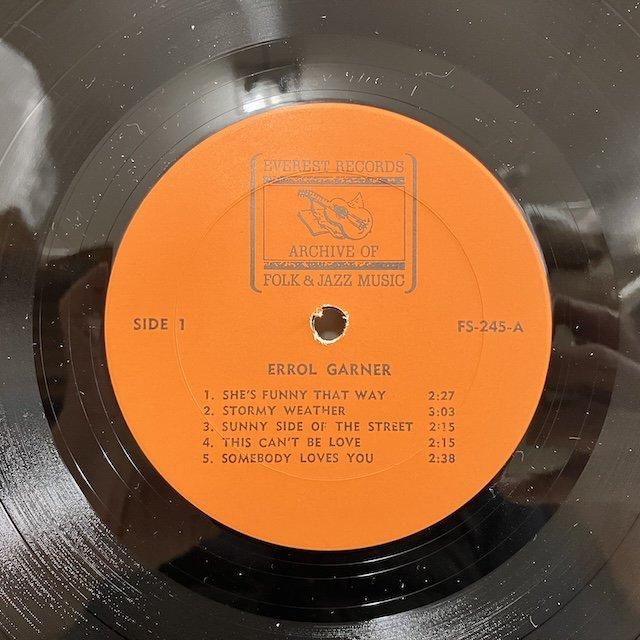 EVEREST RECORDS
ARCHIVE OF
FOLK & JAZZ MUSIC
SIDE 1
FS-245-A
ERROL GARNER
1. SHE'S FUNNY THAT WAY 2:27
2. STORMY WEATHER 3:03
3. SUNNY SIDE OF THE STREET 2:15
4. THIS CAN'T BE LOVE 2:15
5. SOMEBODY LOVES YOU 2:38